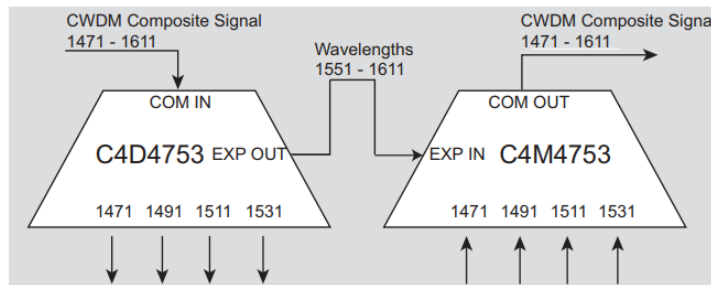 CWDM Composite Signal
1471 - 1611
CWDM Composite Signal
1471 - 1611
Wavelengths
1551 - 1611
COM IN
COM OUT
C4D4753 EXP OUT
EXP IN C4M4753
1471 1491 1511 1531
1471 1491 1511 1531